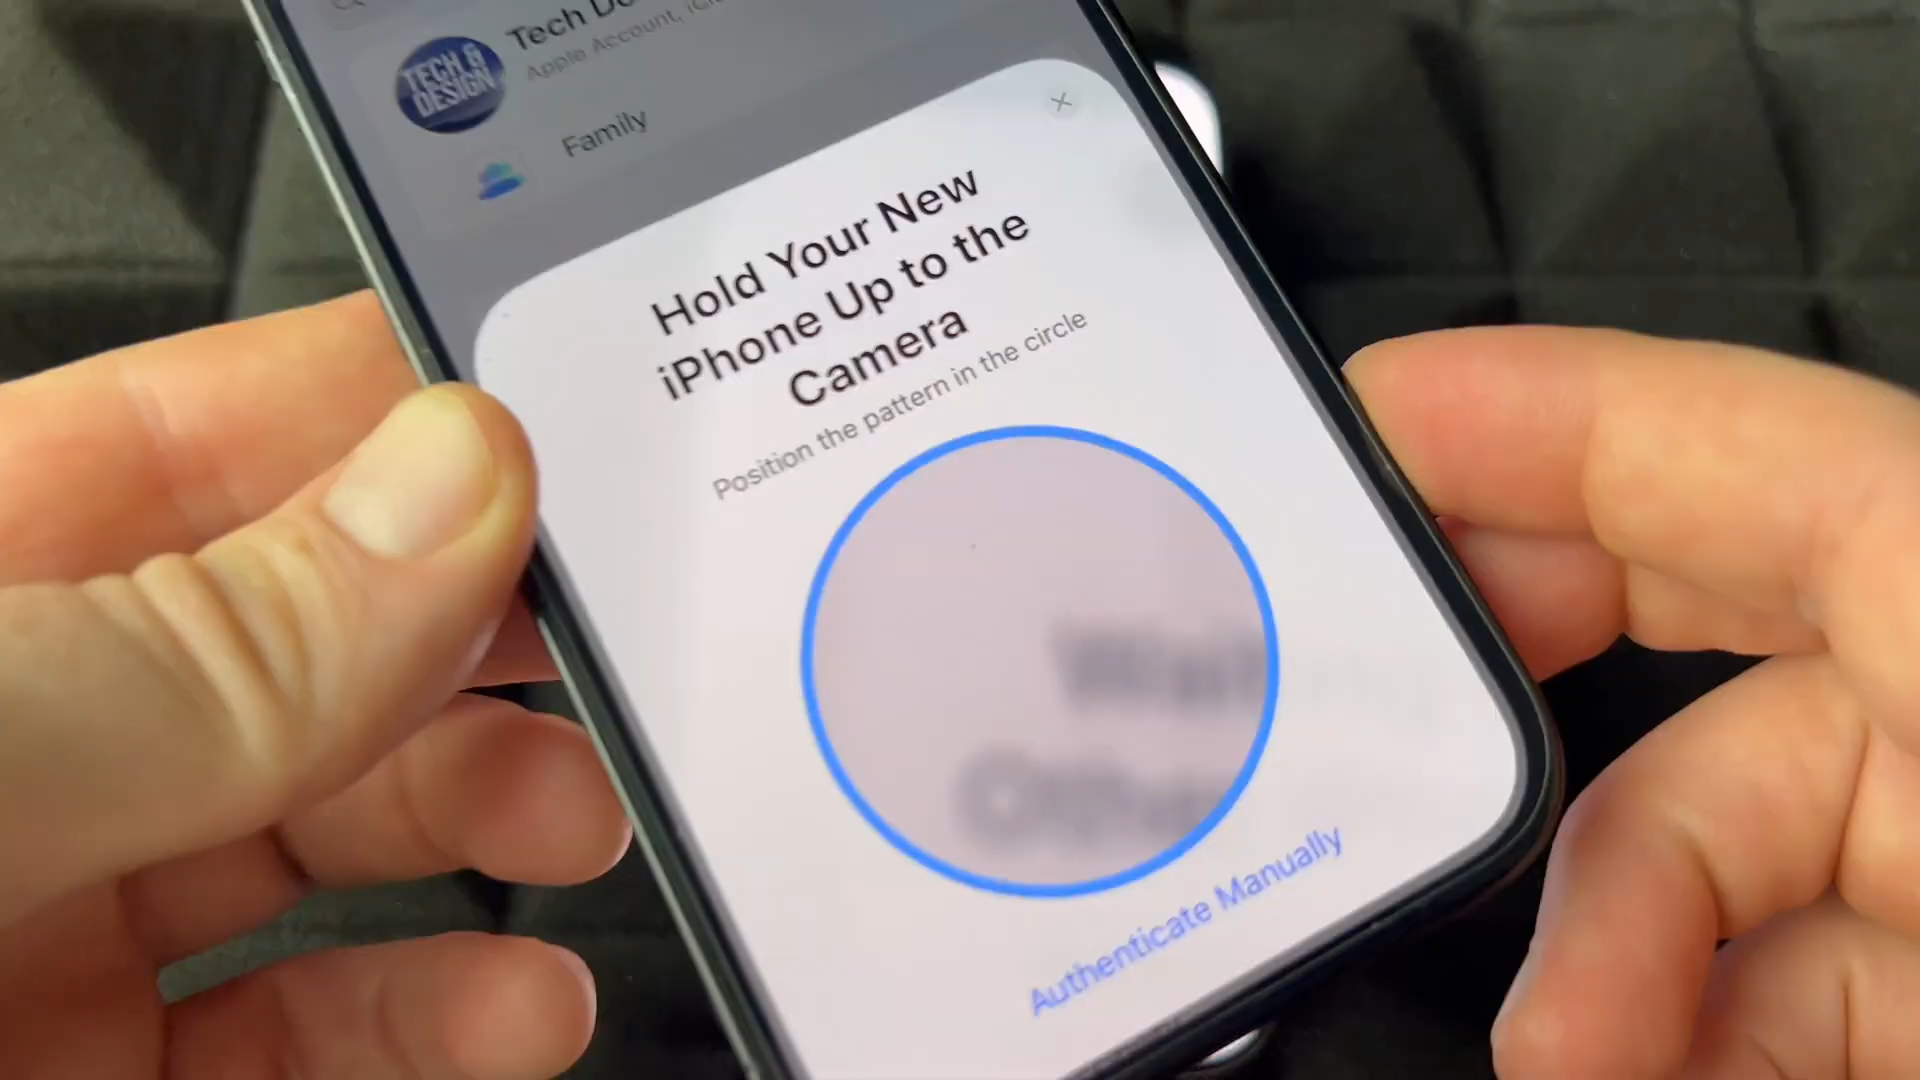 Tech
Apple Account,
TECH &
DESIGN
Family
Hold Your New
iPhone Up to the
Camera
Position the pattern in the circle
Authenticate Manually